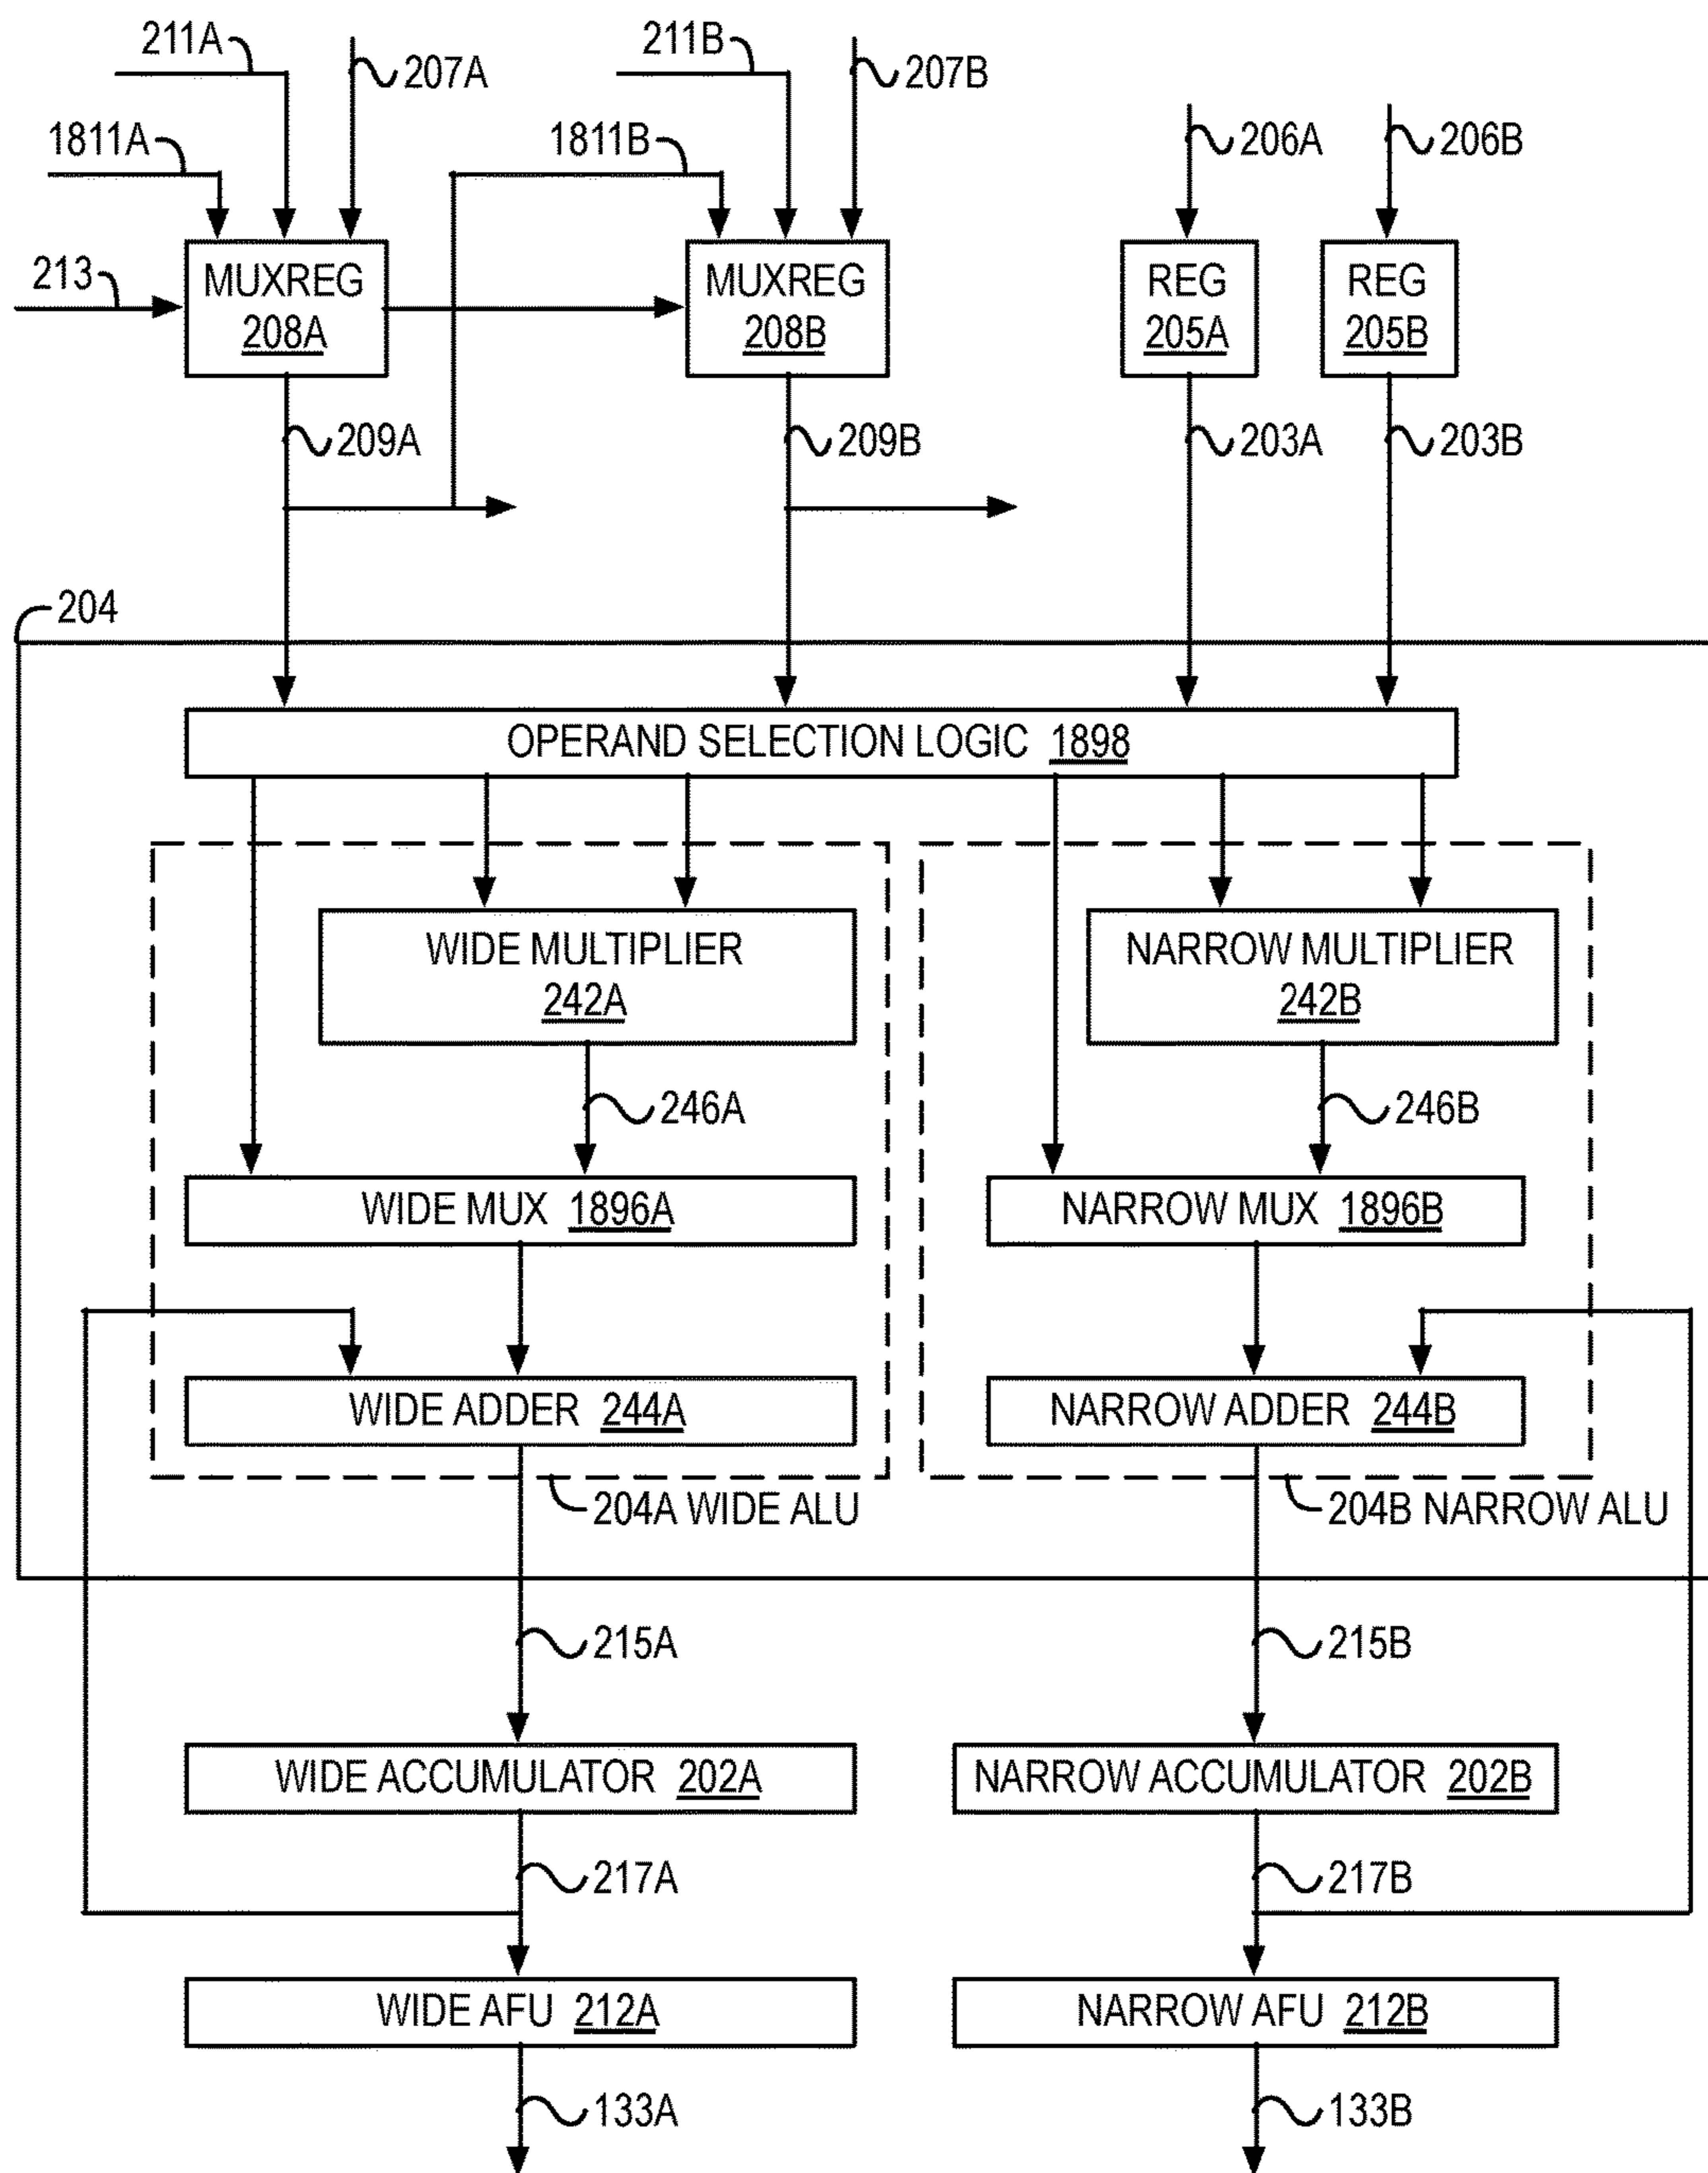 211A
207A
211B
207B
1811A
1811B
206A
206B
213
MUXREG
208A
MUXREG
208B
REG
205A
REG
205B
209A
209B
203A
203B
204
OPERAND SELECTION LOGIC 1898
WIDE MULTIPLIER
242A
NARROW MULTIPLIER
242B
246A
246B
WIDE MUX 1896A
NARROW MUX 1896B
WIDE ADDER 244A
NARROW ADDER 244B
204A WIDE ALU
204B NARROW ALU
215A
215B
WIDE ACCUMULATOR 202A
NARROW ACCUMULATOR 202B
217A
217B
WIDE AFU 212A
NARROW AFU 212B
133A
133B